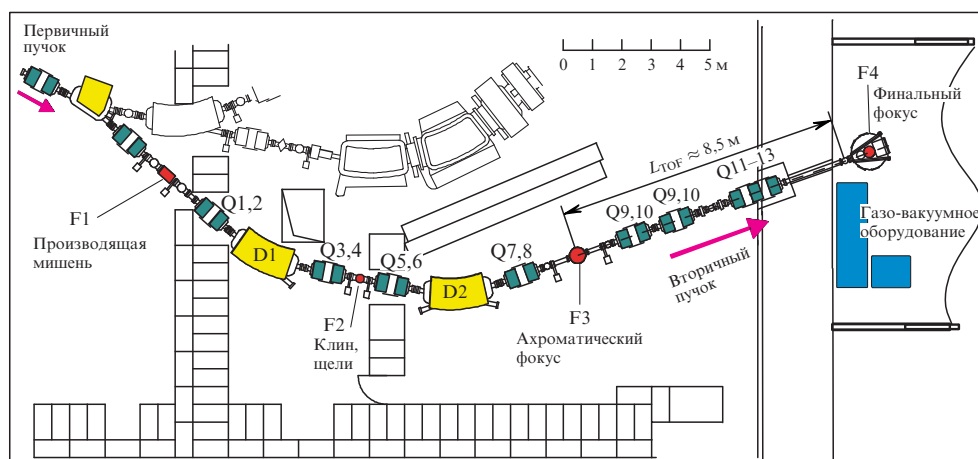 Первичный
пучок
0 1 2 3 4 5 м
F4
Финальный
фокус
L_TOF ≈ 8,5 м
Q11–13
Q9,10
Q9,10
F1
Производящая
мишень
Q1,2
D1
Q3,4
Q5,6
F2
Клин,
щели
D2
Q7,8
F3
Ахроматический
фокус
Вторичный
пучок
Газо-вакуумное
оборудование